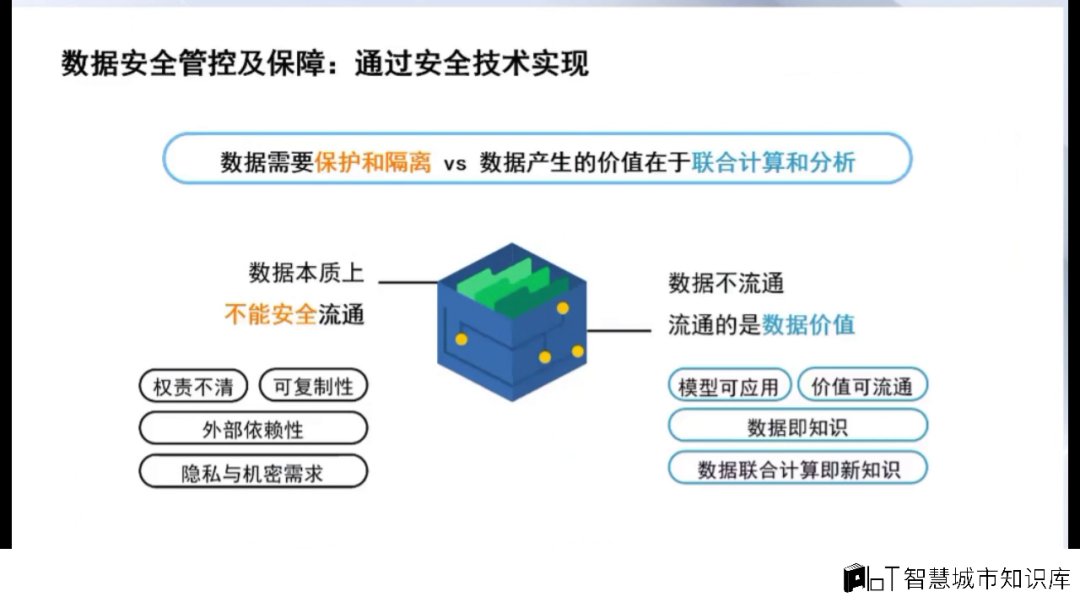 数据安全管控及保障：通过安全技术实现
数据需要保护和隔离 vs 数据产生的价值在于联合计算和分析
数据本质上
不能安全流通
权责不清
可复制性
外部依赖性
隐私与机密需求
数据不流通
流通的是数据价值
模型可应用
价值可流通
数据即知识
数据联合计算即新知识
IoT智慧城市知识库